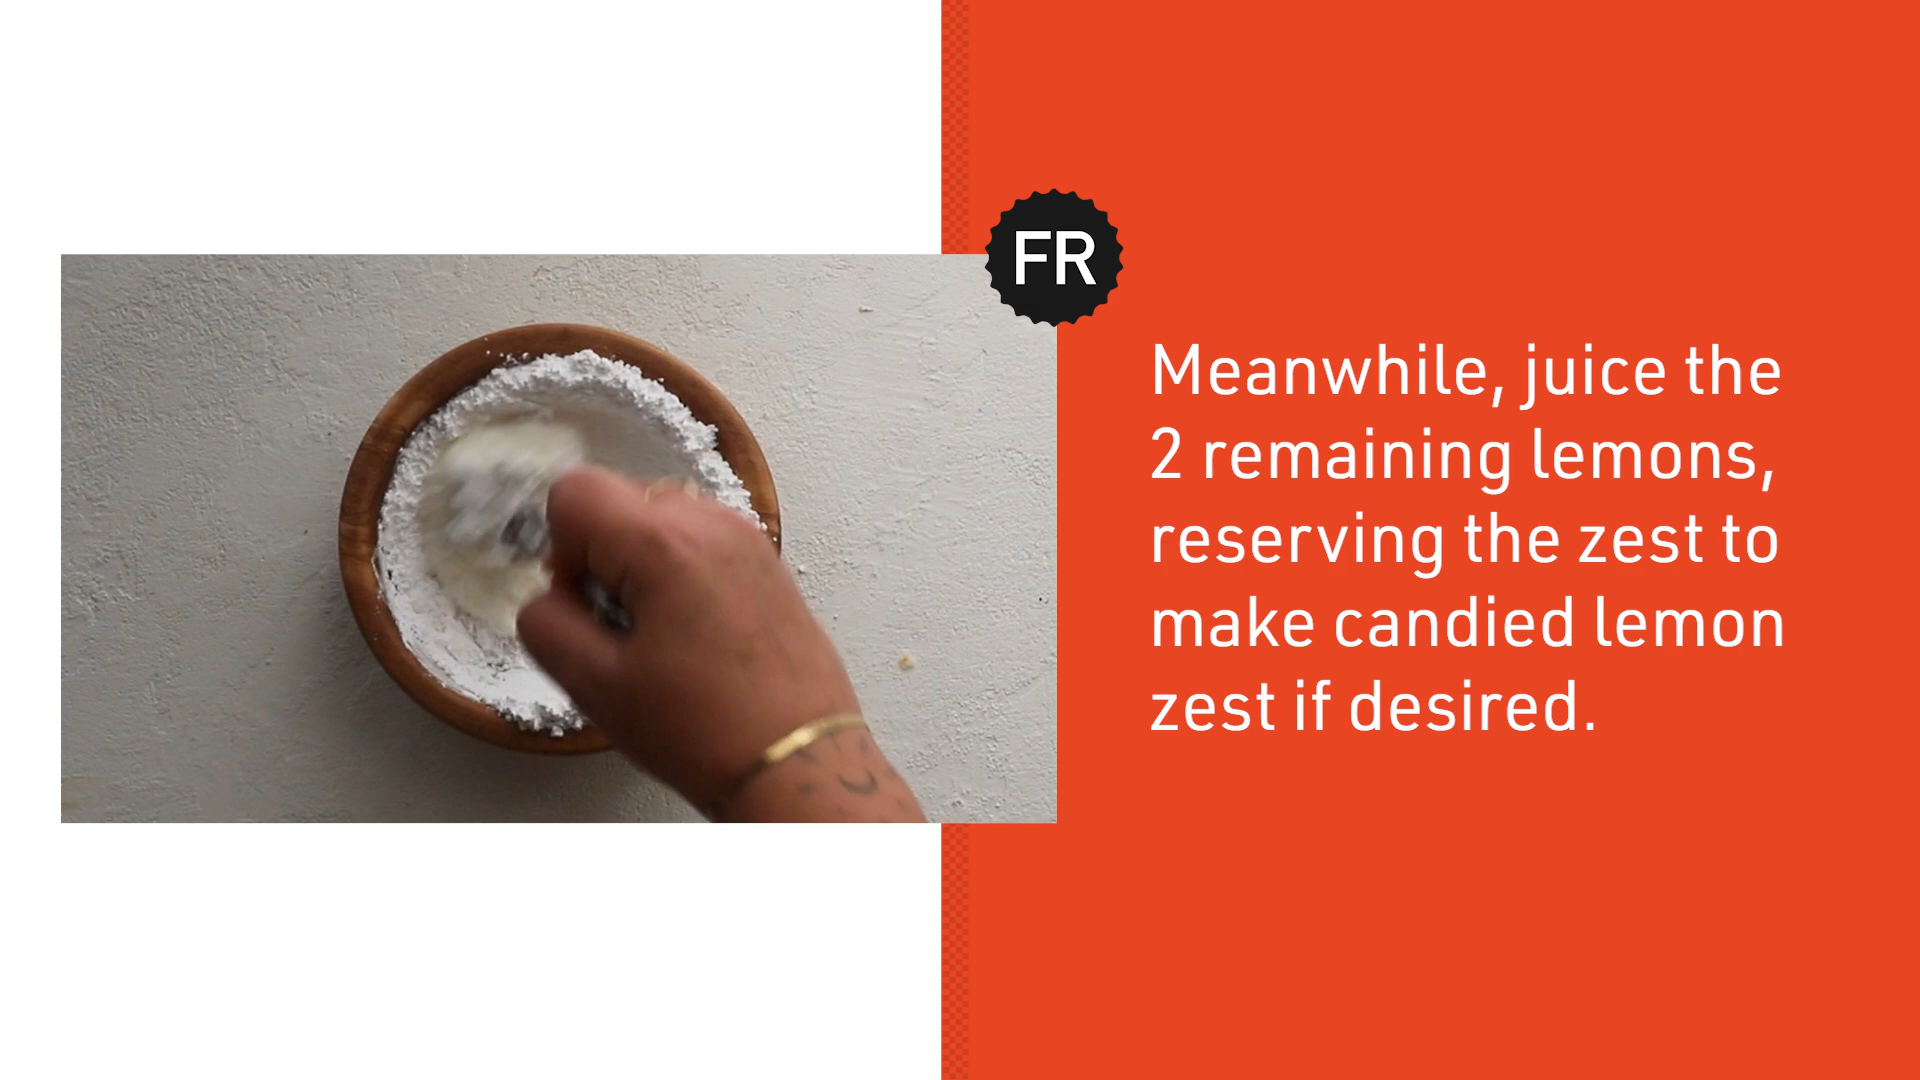 FR
Meanwhile, juice the
2 remaining lemons,
reserving the zest to
make candied lemon
zest if desired.